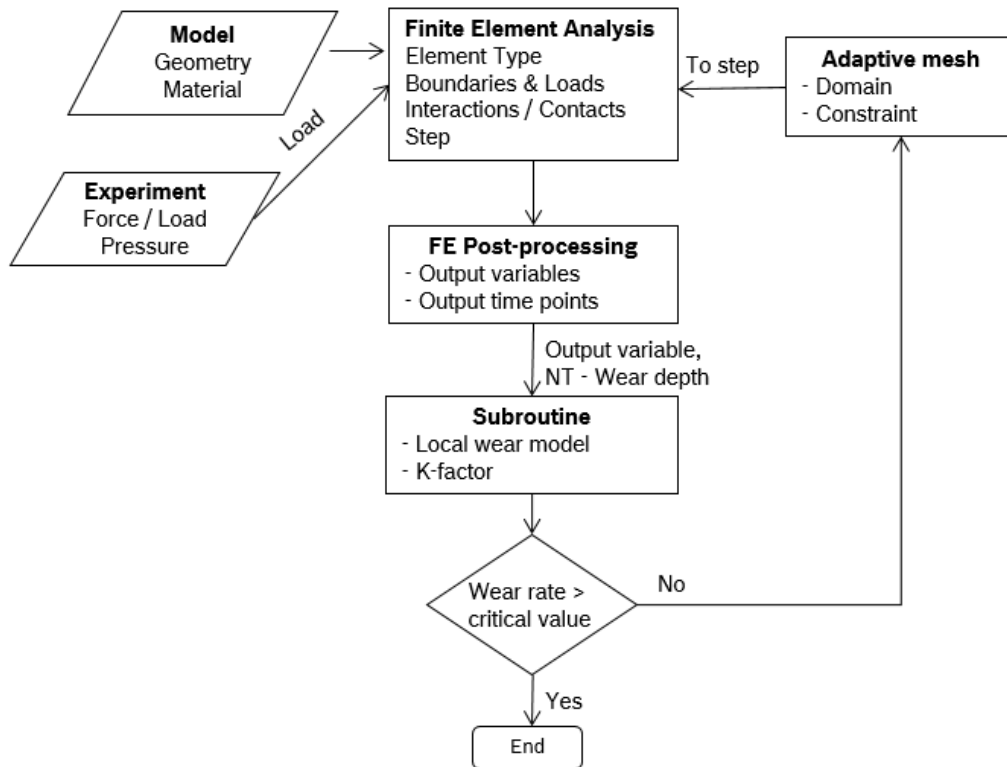 Model
Geometry
Material
Load
Experiment
Force / Load
Pressure
Finite Element Analysis
Element Type
Boundaries & Loads
Interactions / Contacts
Step
To step
Adaptive mesh
- Domain
- Constraint
FE Post-processing
- Output variables
- Output time points
Output variable,
NT - Wear depth
Subroutine
- Local wear model
- K-factor
Wear rate >
critical value
No
Yes
End